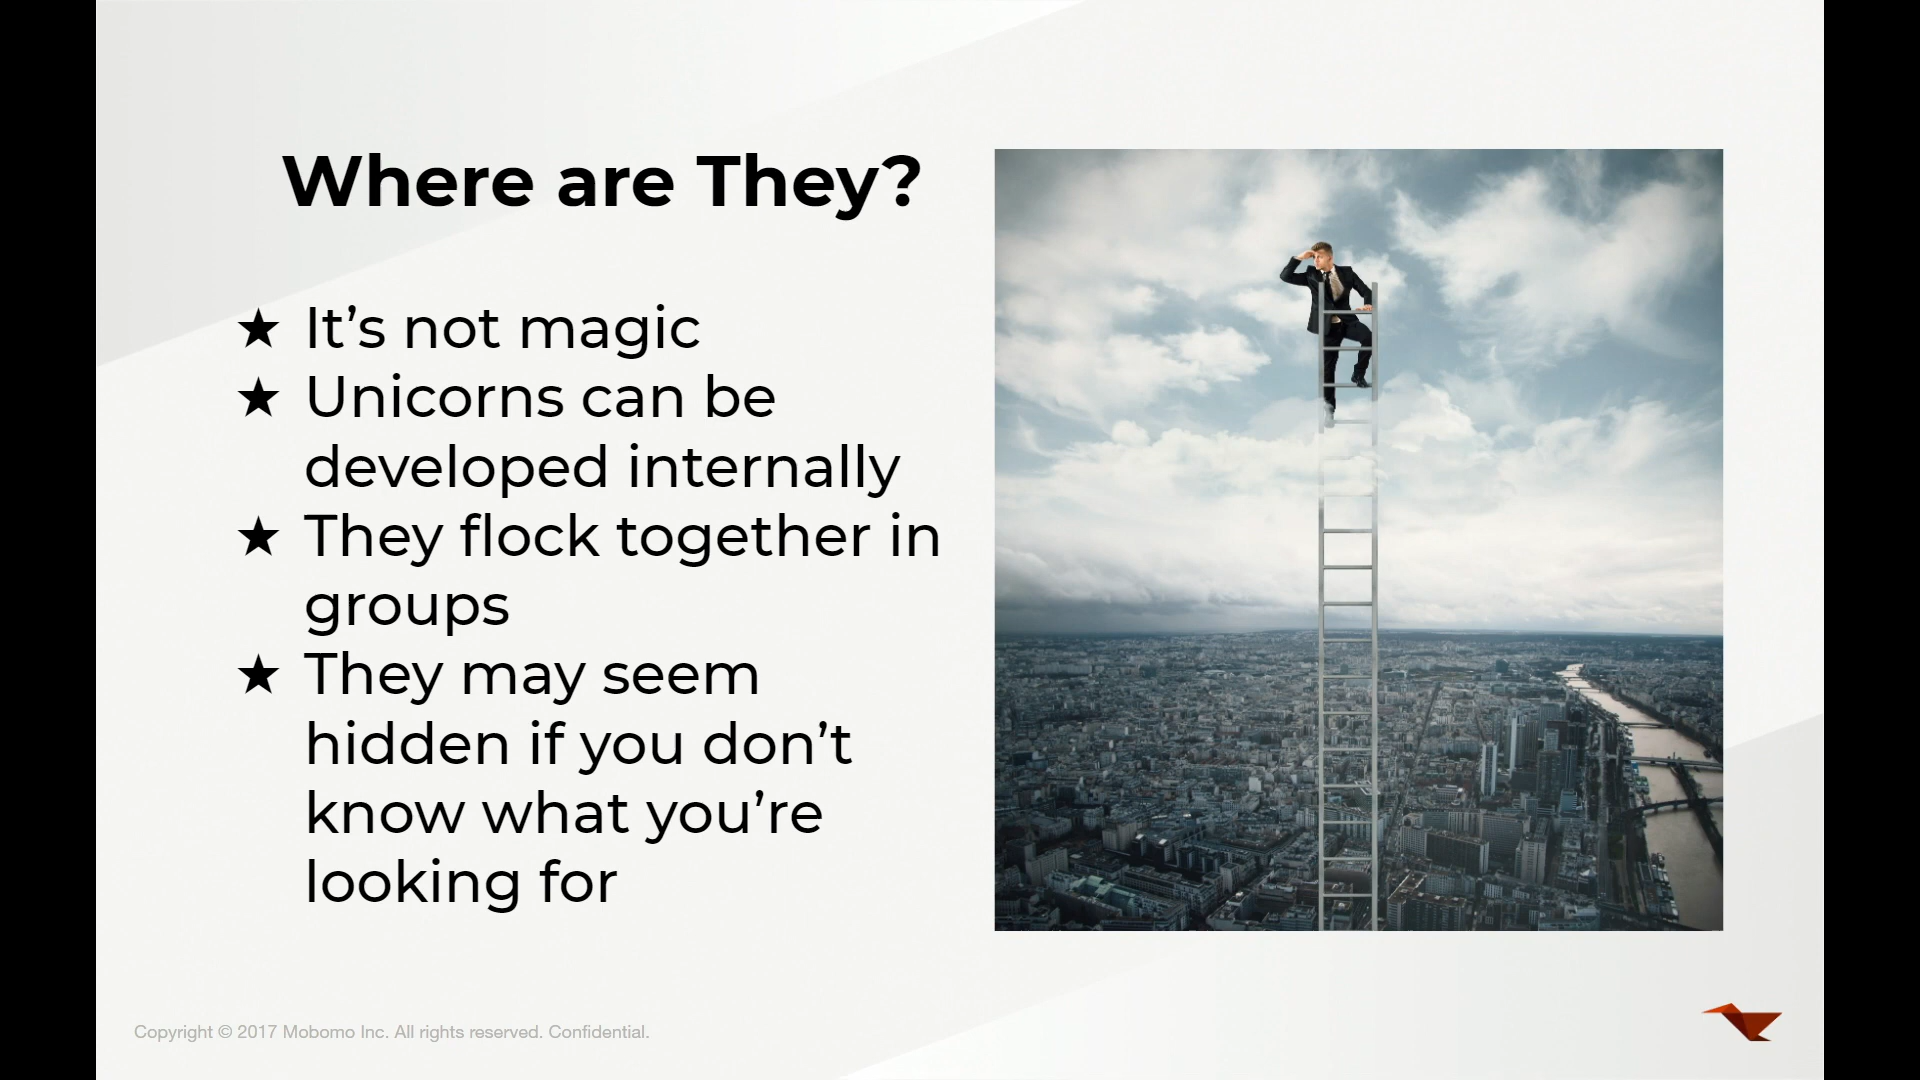 Where are They?
★ It’s not magic
★ Unicorns can be
developed internally
★ They flock together in
groups
★ They may seem
hidden if you don’t
know what you’re
looking for
Copyright © 2017 Mobomo Inc. All rights reserved. Confidential.